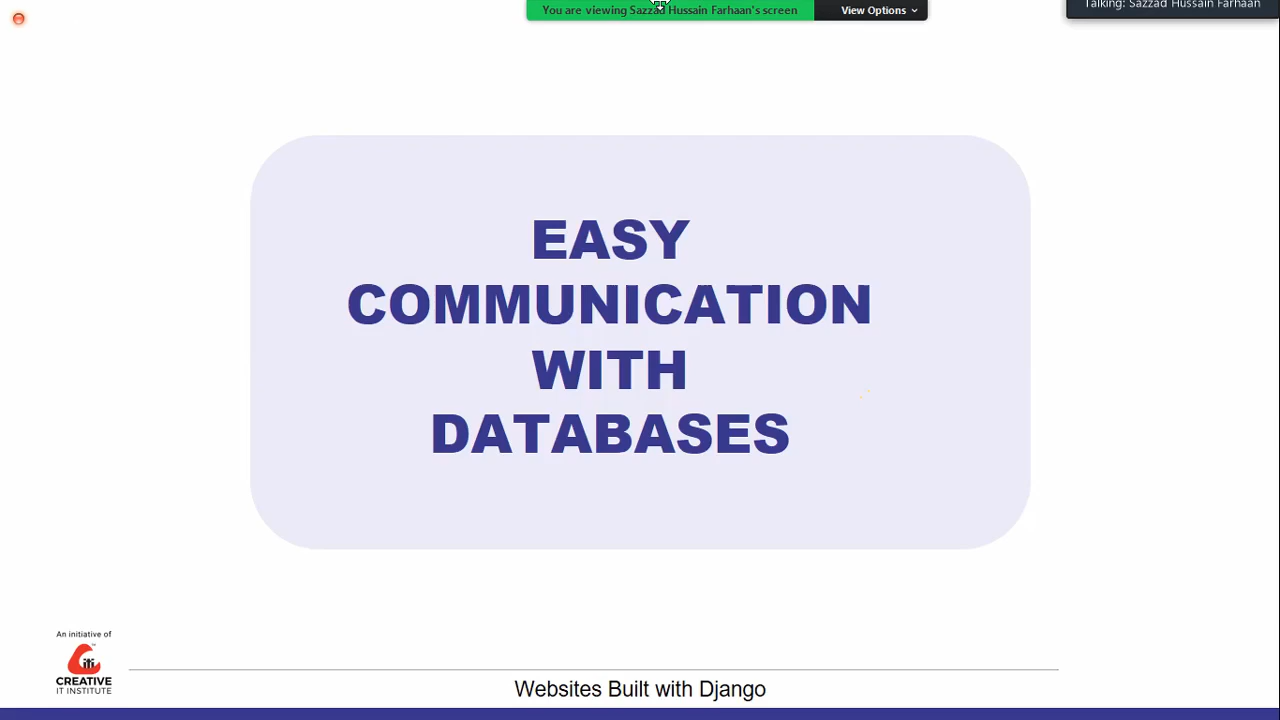 You are viewing Sazzad Hussain Farhaan's screen
View Options
Talking: Sazzad Hussain Farhaan
EASY
COMMUNICATION
WITH
DATABASES
An initiative of
CREATIVE
IT INSTITUTE
Websites Built with Django